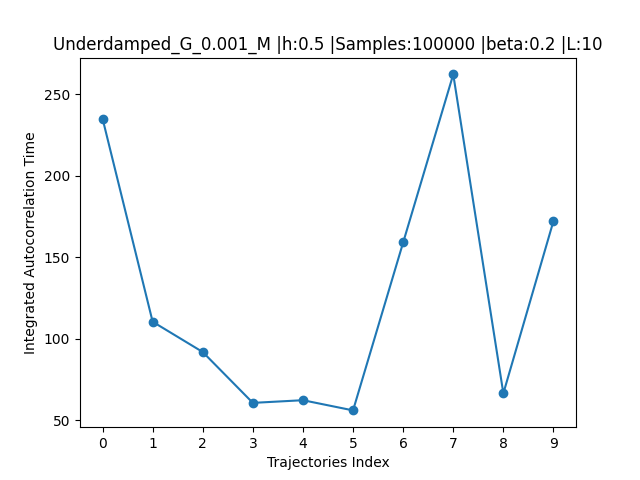 Underdamped_G_0.001_M |h:0.5 |Samples:100000 |beta:0.2 |L:10
Integrated Autocorrelation Time
250
200
150
100
50
0 1 2 3 4 5 6 7 8 9
Trajectories Index